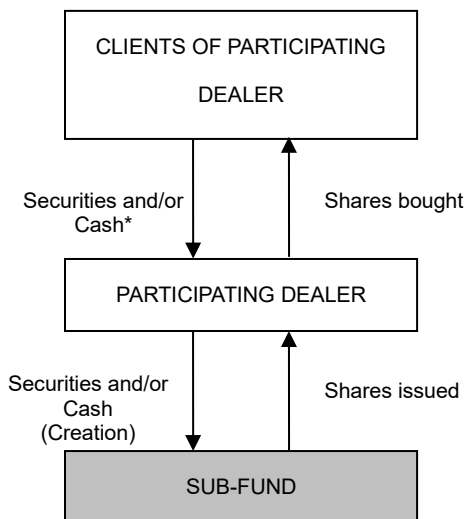 CLIENTS OF PARTICIPATING
DEALER
Securities and/or
Cash*
Shares bought
PARTICIPATING DEALER
Securities and/or
Cash
(Creation)
Shares issued
SUB-FUND